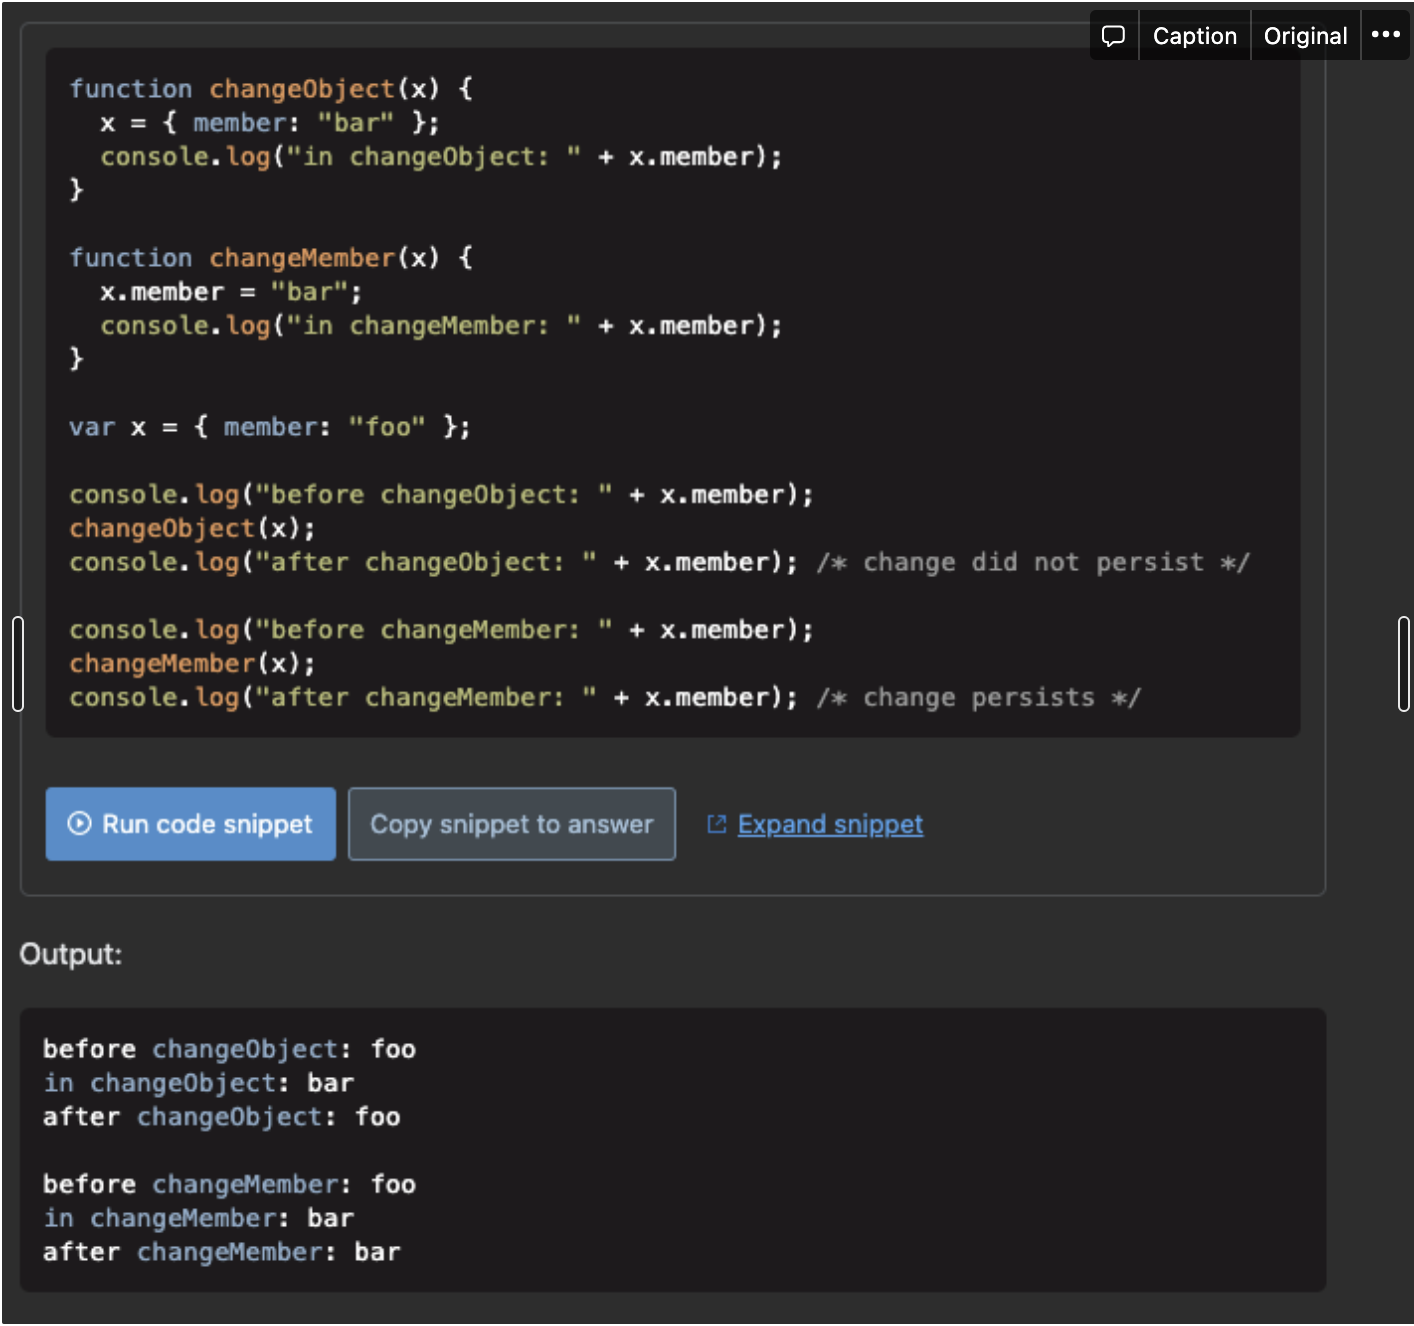 Caption Original •••
function changeObject(x) {
  x = { member: "bar" };
  console.log("in changeObject: " + x.member);
}

function changeMember(x) {
  x.member = "bar";
  console.log("in changeMember: " + x.member);
}

var x = { member: "foo" };

console.log("before changeObject: " + x.member);
changeObject(x);
console.log("after changeObject: " + x.member); /* change did not persist */

console.log("before changeMember: " + x.member);
changeMember(x);
console.log("after changeMember: " + x.member); /* change persists */
Run code snippet Copy snippet to answer Expand snippet
Output:
before changeObject: foo
in changeObject: bar
after changeObject: foo

before changeMember: foo
in changeMember: bar
after changeMember: bar